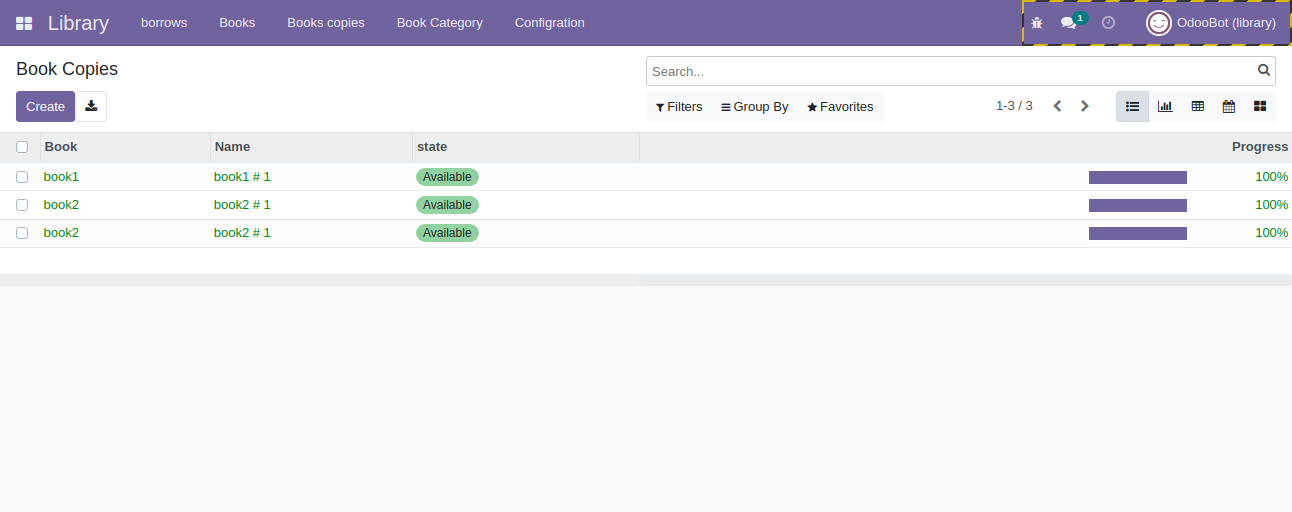 Library borrows Books Books copies Book Category Configration 1 OdooBot (library)
Book Copies
Search...
Create Filters Group By Favorites 1-3 / 3
Book Name state Progress
book1 book1 # 1 Available 100%
book2 book2 # 1 Available 100%
book2 book2 # 1 Available 100%